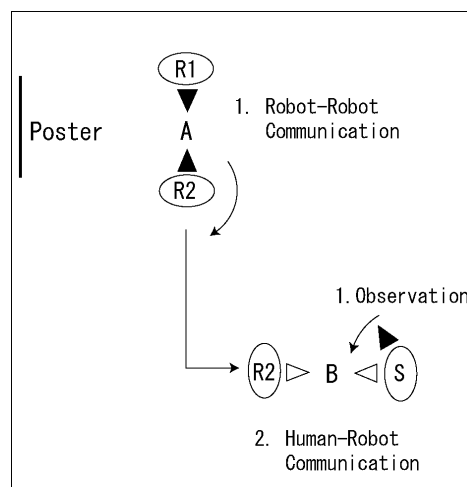 R1
1. Robot-Robot
Communication
Poster
A
R2
1. Observation
R2
B
S
2. Human-Robot
Communication